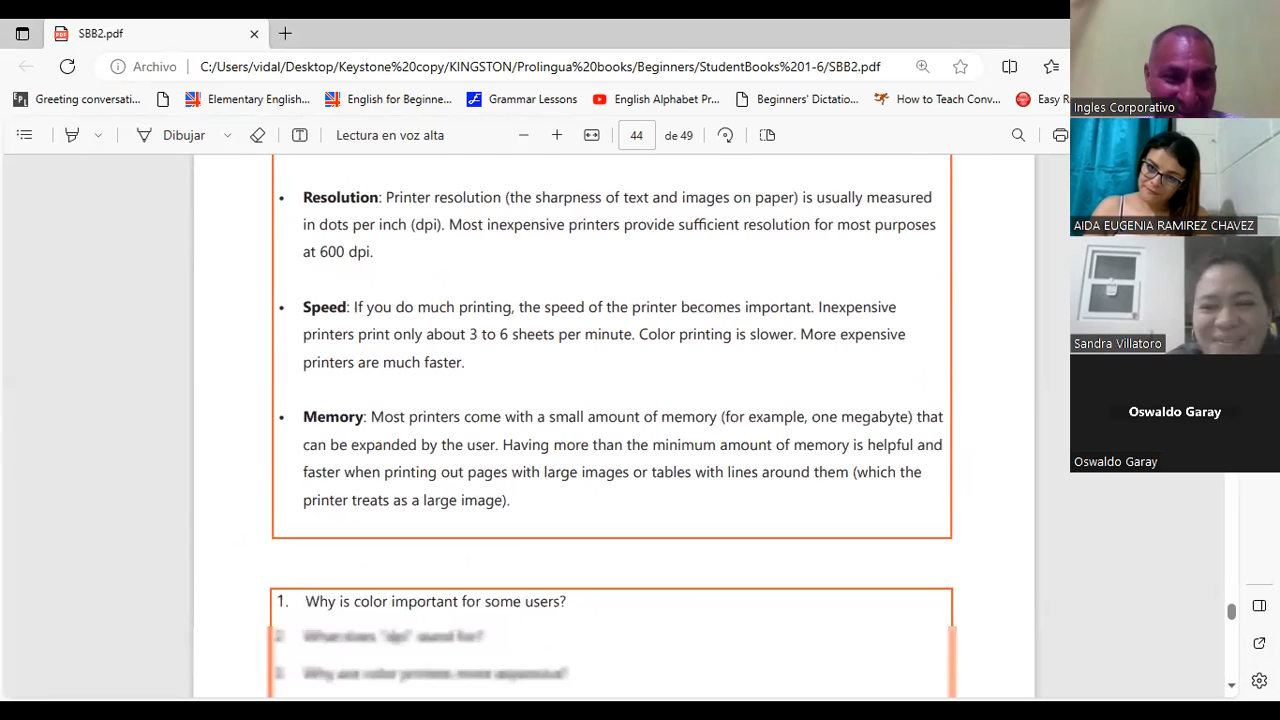 SBB2.pdf
Archivo
C:/Users/vidal/Desktop/Keystone%20copy/KINGSTON/Prolingua%20books/Beginners/StudentBooks%201-6/SBB2.pdf
Greeting conversati...
Elementary English...
English for Beginne...
Grammar Lessons
English Alphabet Pr...
Beginners' Dictatio...
How to Teach Conv...
Easy R
Dibujar
Lectura en voz alta
44
de 49
Resolution: Printer resolution (the sharpness of text and images on paper) is usually measured
in dots per inch (dpi). Most inexpensive printers provide sufficient resolution for most purposes
at 600 dpi.
Speed: If you do much printing, the speed of the printer becomes important. Inexpensive
printers print only about 3 to 6 sheets per minute. Color printing is slower. More expensive
printers are much faster.
Memory: Most printers come with a small amount of memory (for example, one megabyte) that
can be expanded by the user. Having more than the minimum amount of memory is helpful and
faster when printing out pages with large images or tables with lines around them (which the
printer treats as a large image).
1. Why is color important for some users?
Ingles Corporativo
AIDA EUGENIA RAMIREZ CHAVEZ
Sandra Villatoro
Oswaldo Garay
Oswaldo Garay